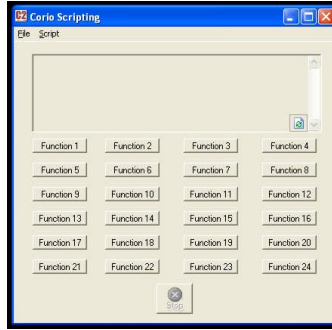 C2 Corio Scripting
File Script
Function 1 Function 2 Function 3 Function 4
Function 5 Function 6 Function 7 Function 8
Function 9 Function 10 Function 11 Function 12
Function 13 Function 14 Function 15 Function 16
Function 17 Function 18 Function 19 Function 20
Function 21 Function 22 Function 23 Function 24
Stop